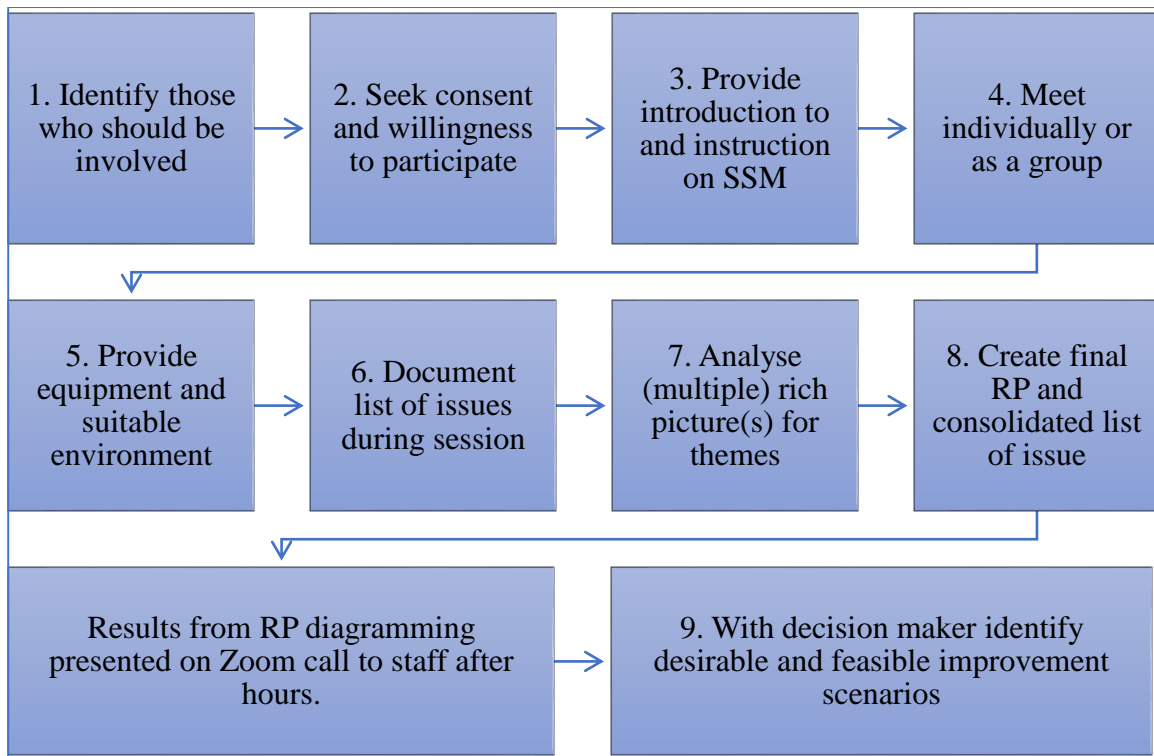 1. Identify those
who should be
involved
2. Seek consent
and willingness
to participate
3. Provide
introduction to
and instruction
on SSM
4. Meet
individually or
as a group
5. Provide
equipment and
suitable
environment
6. Document
list of issues
during session
7. Analyse
(multiple) rich
picture(s) for
themes
8. Create final
RP and
consolidated list
of issue
Results from RP diagramming
presented on Zoom call to staff after
hours.
9. With decision maker identify
desirable and feasible improvement
scenarios